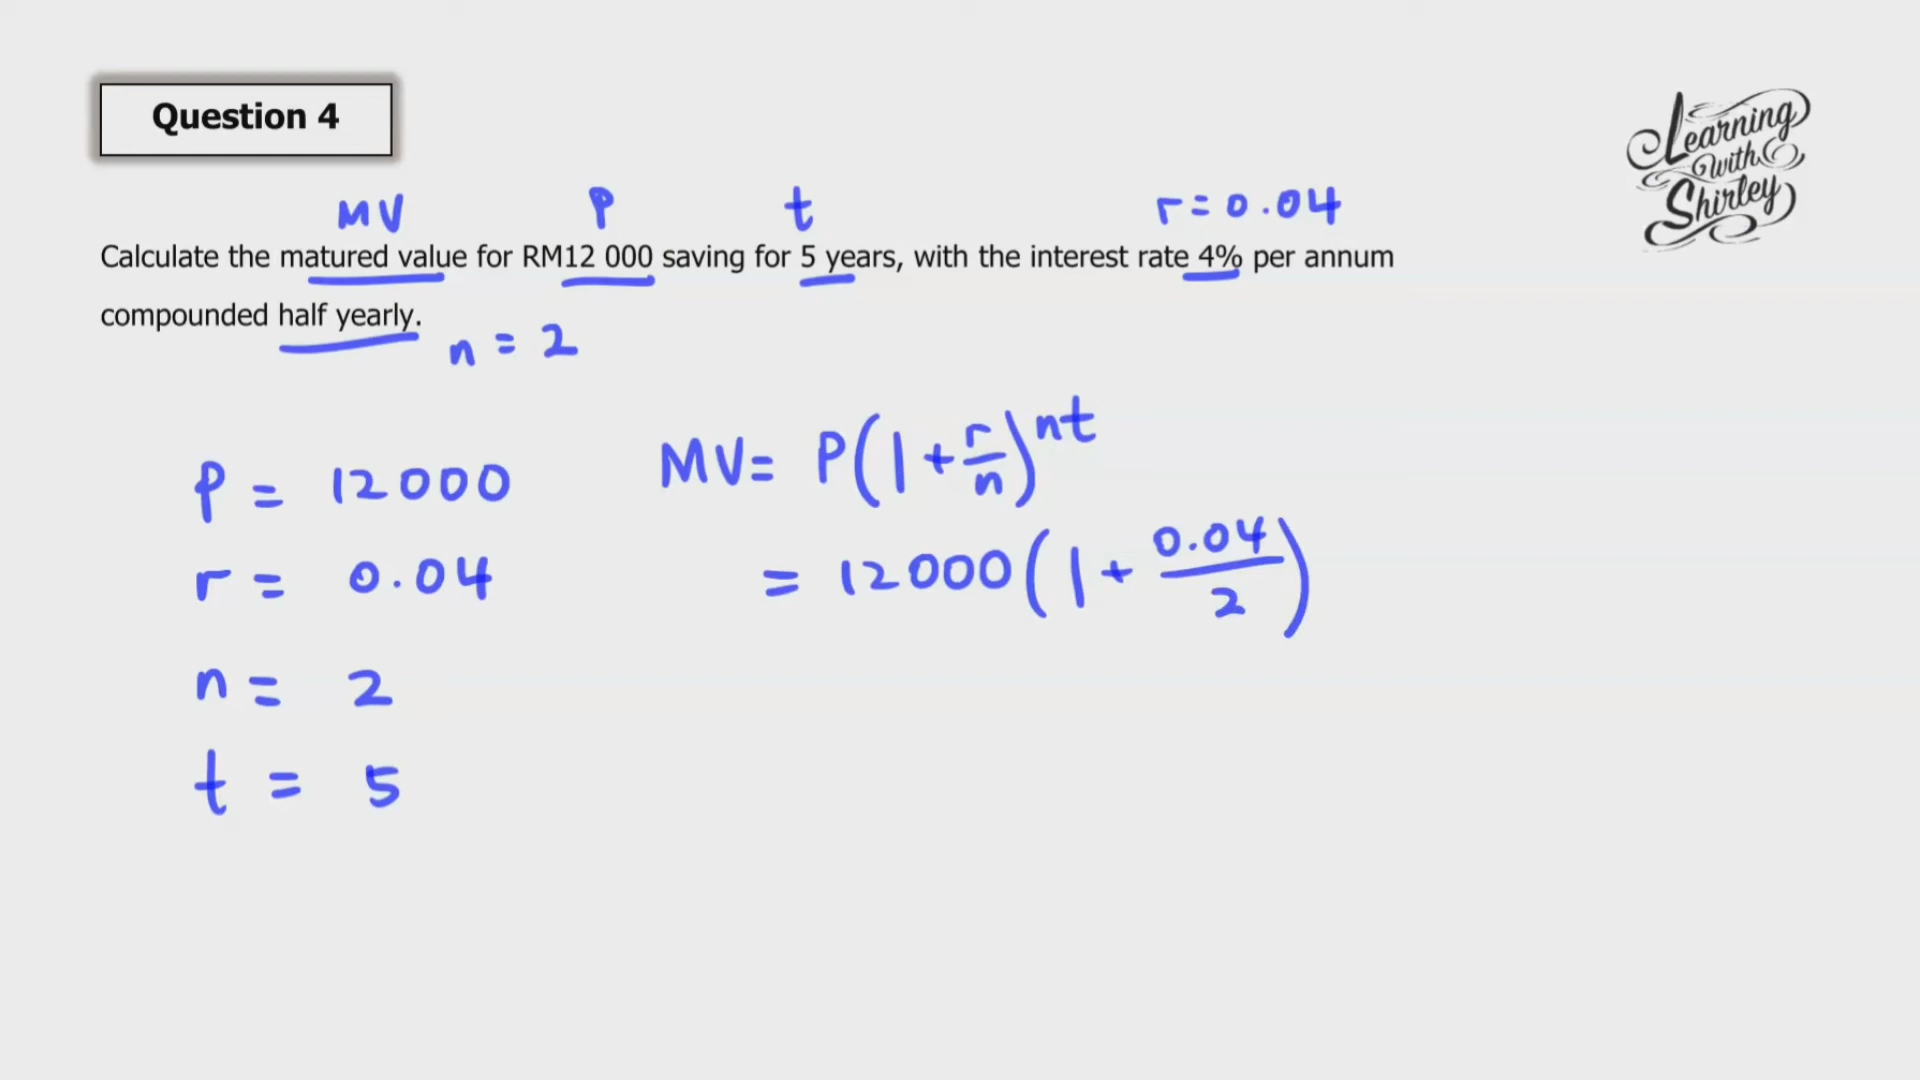 Question 4
Learning
with
Shirley
MV P t r = 0.04
Calculate the matured value for RM12 000 saving for 5 years, with the interest rate 4% per annum
compounded half yearly.
n = 2
MV = P(1 + r/n)^nt
P = 12000
= 12000(1 + 0.04/2)
r = 0.04
n = 2
t = 5